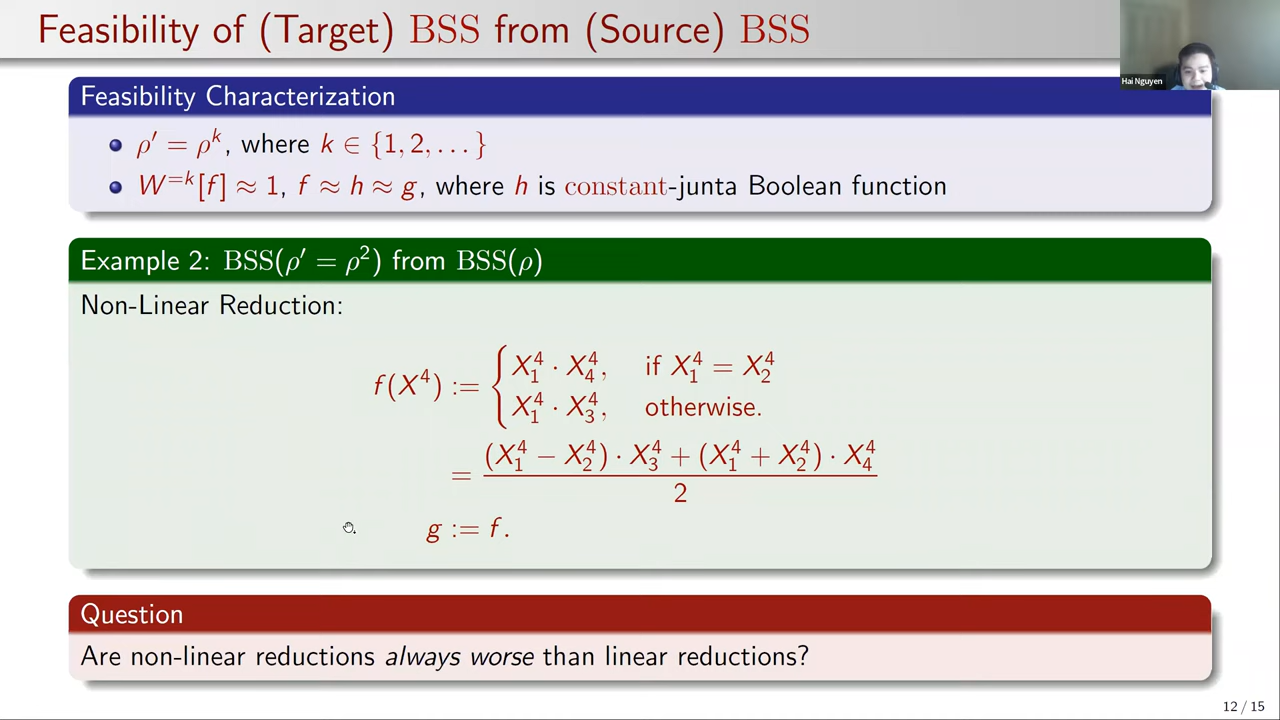 Feasibility of (Target) BSS from (Source) BSS
Hai Nguyen
Feasibility Characterization
ρ′ = ρ^k, where k ∈ {1, 2, . . . }
W^{=k}[f] ≈ 1, f ≈ h ≈ g, where h is constant-junta Boolean function
Example 2: BSS(ρ′ = ρ²) from BSS(ρ)
Non-Linear Reduction:
f(X⁴) := { X₁⁴ · X₄⁴, if X₁⁴ = X₂⁴
X₁⁴ · X₃⁴, otherwise.
= ((X₁⁴ − X₂⁴) · X₃⁴ + (X₁⁴ + X₂⁴) · X₄⁴) / 2
g := f.
Question
Are non-linear reductions always worse than linear reductions?
12 / 15